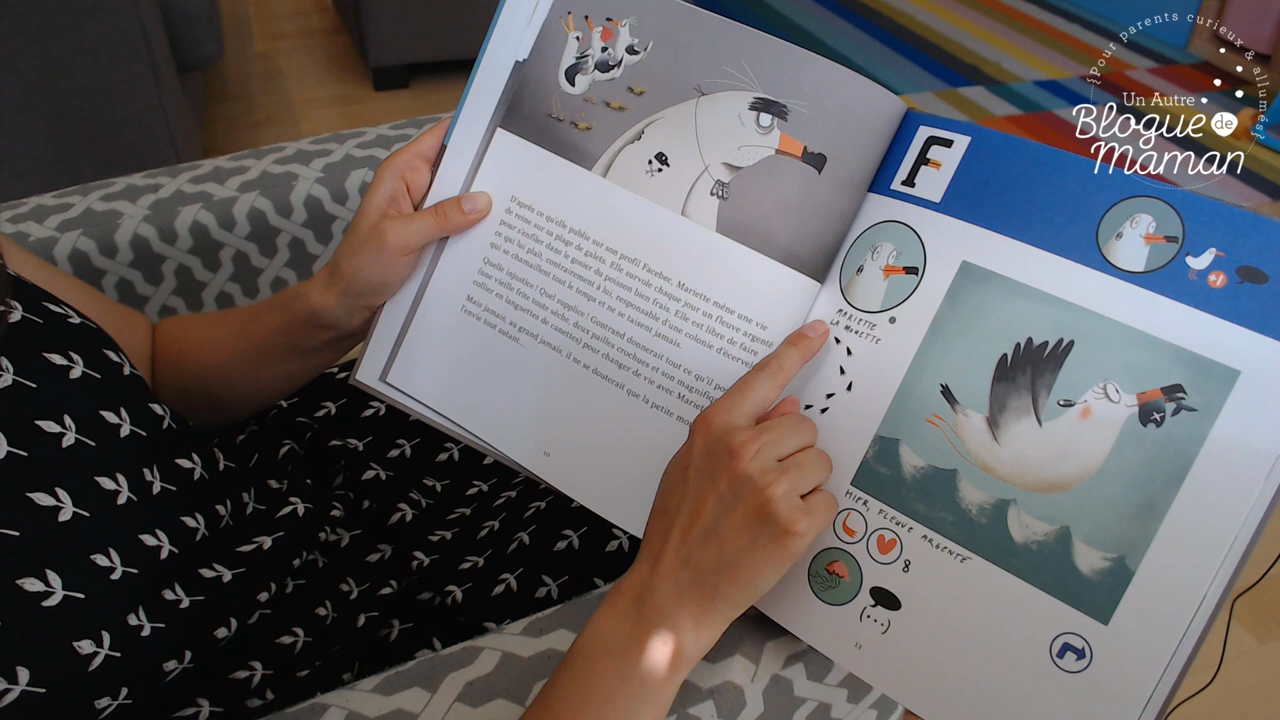 {Pour parents curieux & allumés}
Un Autre
Blogue de
Maman
D'après ce qu'elle publie sur son profil Facebec, Mariette mène une vie
de reine sur sa plage de galets. Elle survole chaque jour un fleuve argenté
pour s'enfiler dans le gosier du poisson bien frais. Elle est libre de faire
ce qui lui plaît, contrairement à lui, responsable d'une colonie d'écervel
qui se chamaillent tout le temps et ne se taisent jamais.
Quelle injustice! Quel supplice! Gontrand donnerait tout ce qu'il po
(une vieille frite toute sèche, deux pailles crochues et son magnifiqu
collier en languettes de canettes) pour changer de vie avec Mariet
Mais jamais, au grand jamais, il ne se douterait que la petite mou
l'envie tout autant...
10
F
+1
MARIETTE
LA MOUETTE
HIER, FLEUVE ARGENTÉ
8
(...)
11